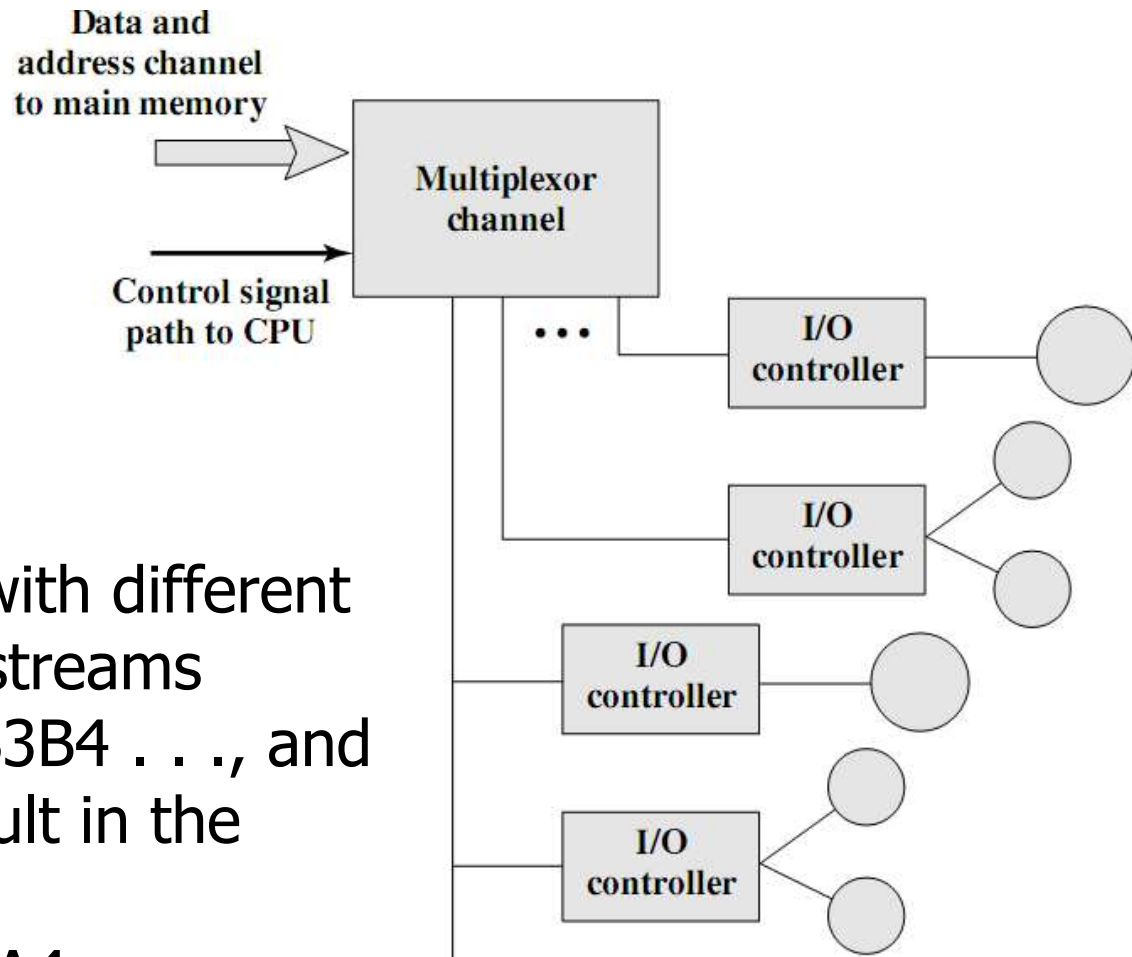 Data and
address channel
to main memory
Multiplexor
channel
Control signal
path to CPU
• • •
I/O
controller
I/O
controller
with different
streams
I/O
controller
3B4 . . ., and
ult in the
I/O
controller